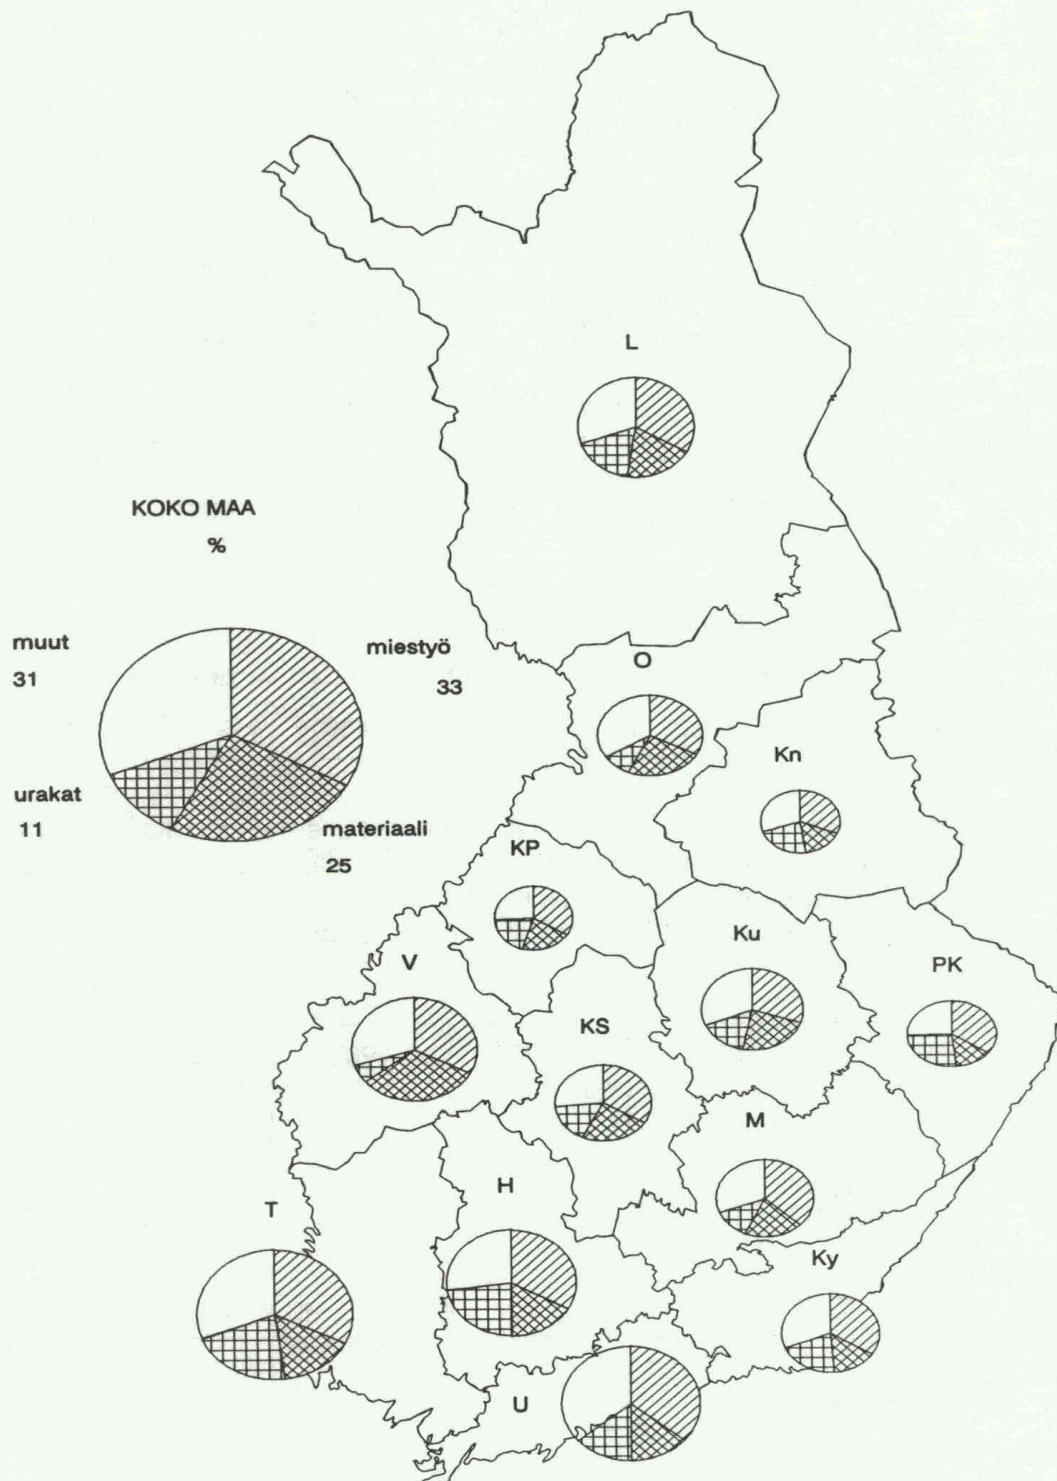 L
KOKO MAA
%
muut
31
miestyö
33
urakat
11
materiaali
25
O
Kn
KP
Ku
V
PK
KS
M
H
T
Ky
U